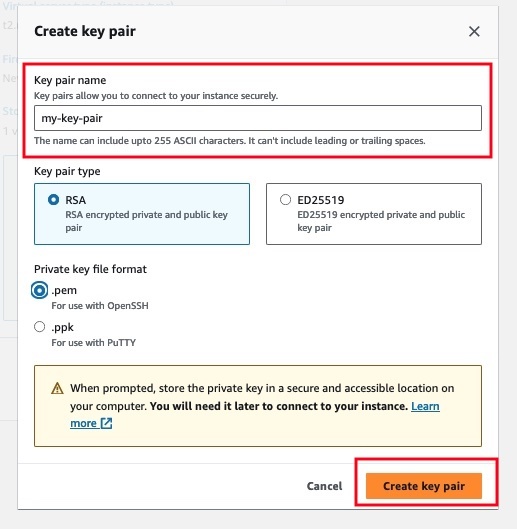 Create key pair
Key pair name
Key pairs allow you to connect to your instance securely.
my-key-pair
The name can include upto 255 ASCII characters. It can't include leading or trailing spaces.
Key pair type
RSA
RSA encrypted private and public key
pair
ED25519
ED25519 encrypted private and public
key pair
Private key file format
.pem
For use with OpenSSH
.ppk
For use with PuTTY
When prompted, store the private key in a secure and accessible location on
your computer. You will need it later to connect to your instance. Learn
more
Cancel
Create key pair